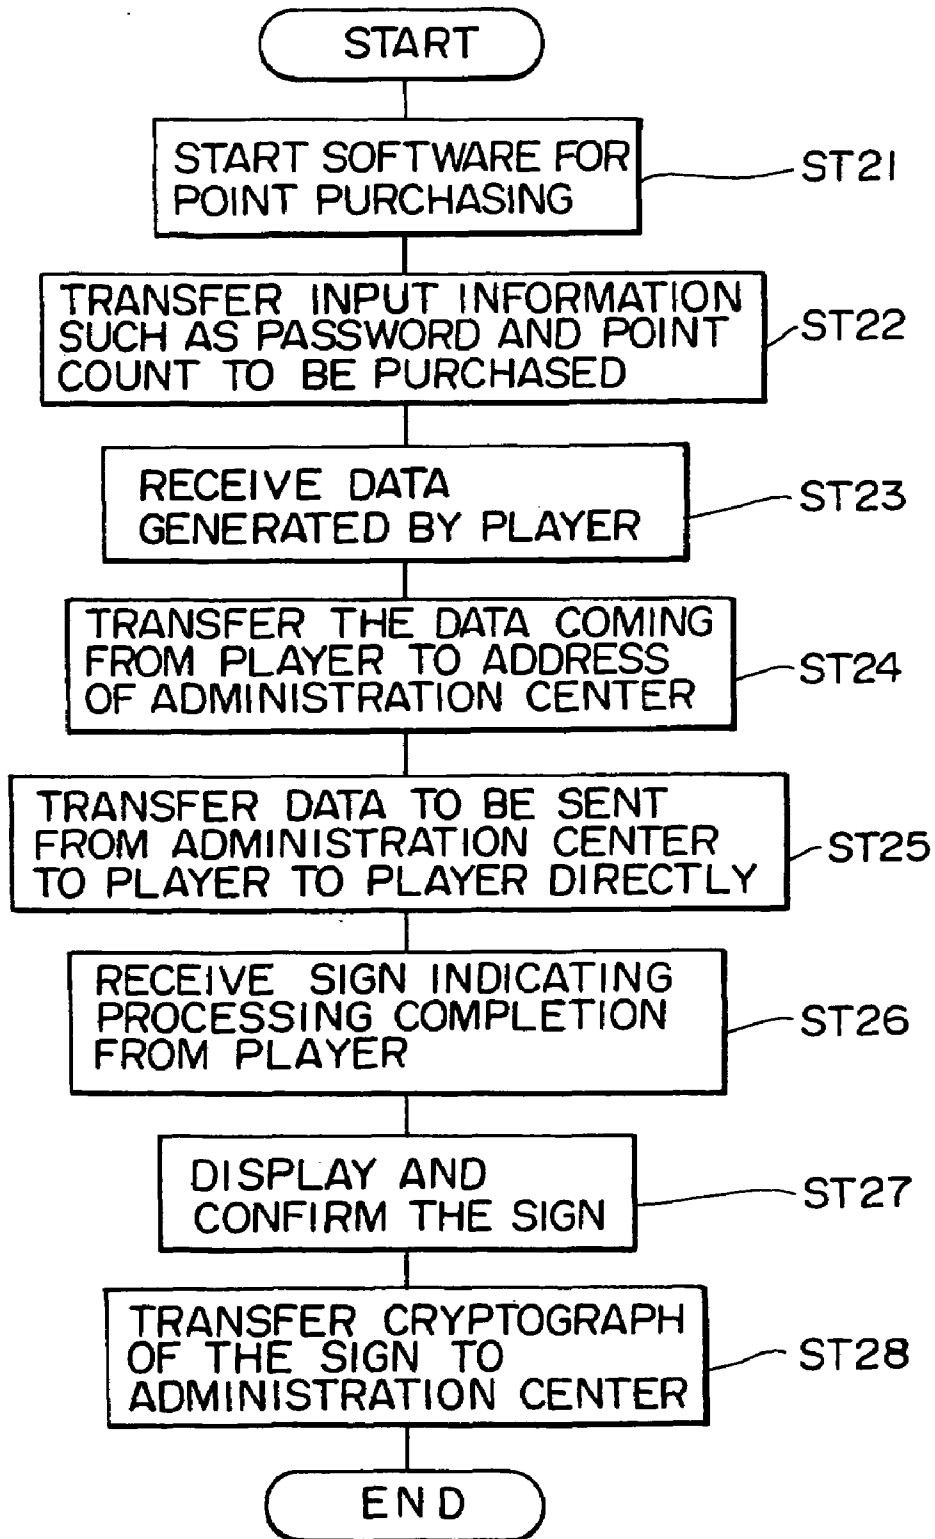 START
START SOFTWARE FOR
POINT PURCHASING
ST21
TRANSFER INPUT INFORMATION
SUCH AS PASSWORD AND POINT
COUNT TO BE PURCHASED
ST22
RECEIVE DATA
GENERATED BY PLAYER
ST23
TRANSFER THE DATA COMING
FROM PLAYER TO ADDRESS
OF ADMINISTRATION CENTER
ST24
TRANSFER DATA TO BE SENT
FROM ADMINISTRATION CENTER
TO PLAYER TO PLAYER DIRECTLY
ST25
RECEIVE SIGN INDICATING
PROCESSING COMPLETION
FROM PLAYER
ST26
DISPLAY AND
CONFIRM THE SIGN
ST27
TRANSFER CRYPTOGRAPH
OF THE SIGN TO
ADMINISTRATION CENTER
ST28
END